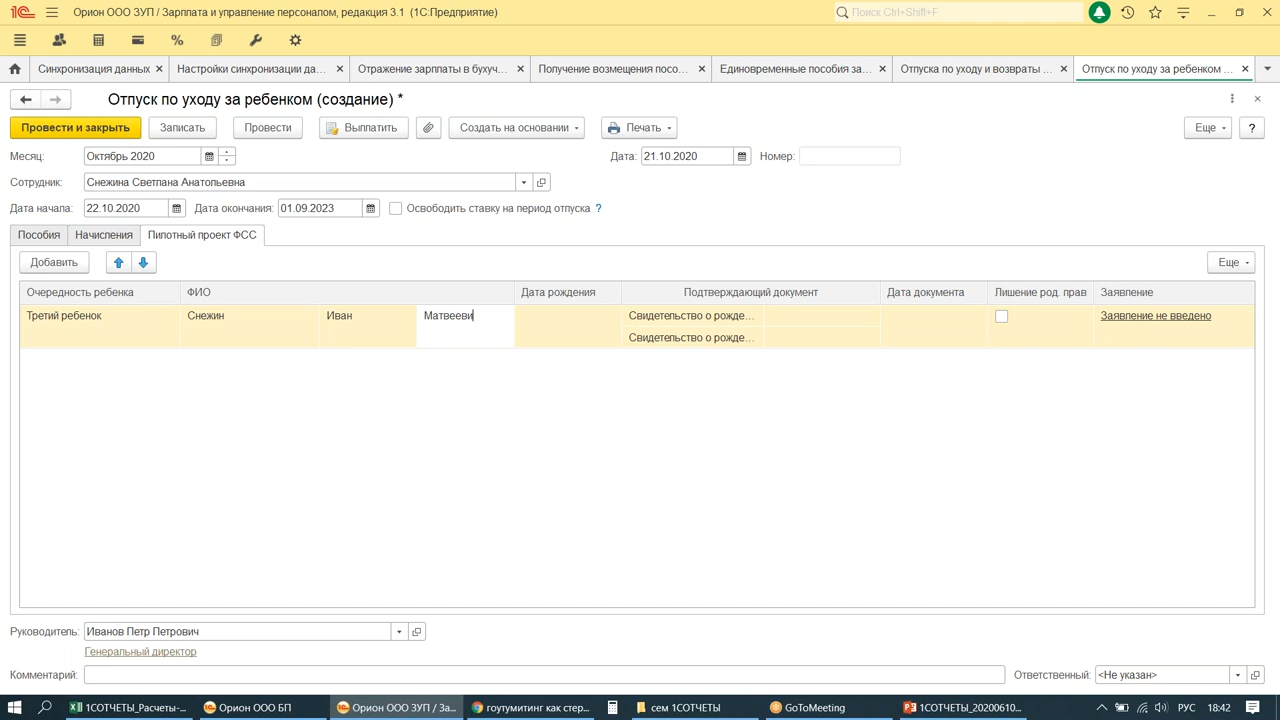 Орион ООО ЗУП / Зарплата и управление персоналом, редакция 3.1 (1С:Предприятие)
Поиск Ctrl+Shift+F
Синхронизация данных
Настройки синхронизации да...
Отражение зарплаты в бухуч...
Получение возмещения посо...
Единовременные пособия за...
Отпуска по уходу и возвраты ...
Отпуск по уходу за ребенком ...
Отпуск по уходу за ребенком (создание) *
Провести и закрыть Записать Провести Выплатить Создать на основании Печать Еще ?
Месяц: Октябрь 2020 Дата: 21.10.2020 Номер:
Сотрудник: Снежина Светлана Анатольевна
Дата начала: 22.10.2020 Дата окончания: 01.09.2023 Освободить ставку на период отпуска ?
Пособия Начисления Пилотный проект ФСС
Добавить Еще
Очередность ребенка ФИО Дата рождения Подтверждающий документ Дата документа Лишение род. прав Заявление
Третий ребенок Снежин Иван Матвееви Свидетельство о рожде... Заявление не введено
Свидетельство о рожде...
Руководитель: Иванов Петр Петрович
Генеральный директор
Комментарий: Ответственный: <Не указан>
1СОТЧЕТЫ_Расчеты-... Орион ООО БП Орион ООО ЗУП / За... гоутумитинг как стер... сем 1СОТЧЕТЫ GoToMeeting 1СОТЧЕТЫ_20200610... РУС 18:42